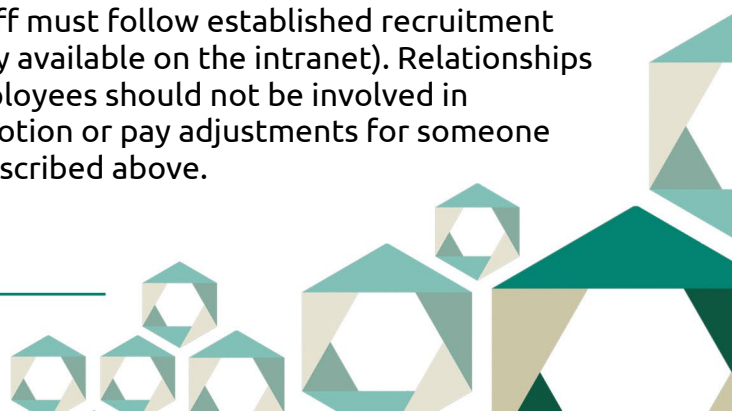 ff must follow established recruitment
y available on the intranet). Relationships
ployees should not be involved in
otion or pay adjustments for someone
scribed above.